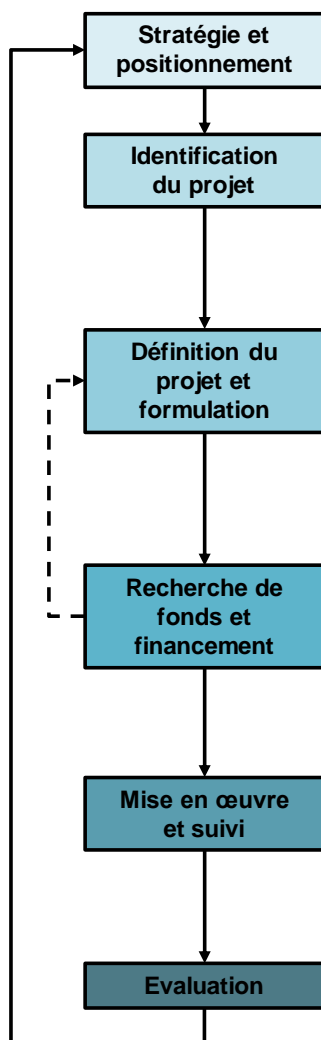 Stratégie et
positionnement
Identification
du projet
Définition du
projet et
formulation
Recherche de
fonds et
financement
Mise en œuvre
et suivi
Evaluation